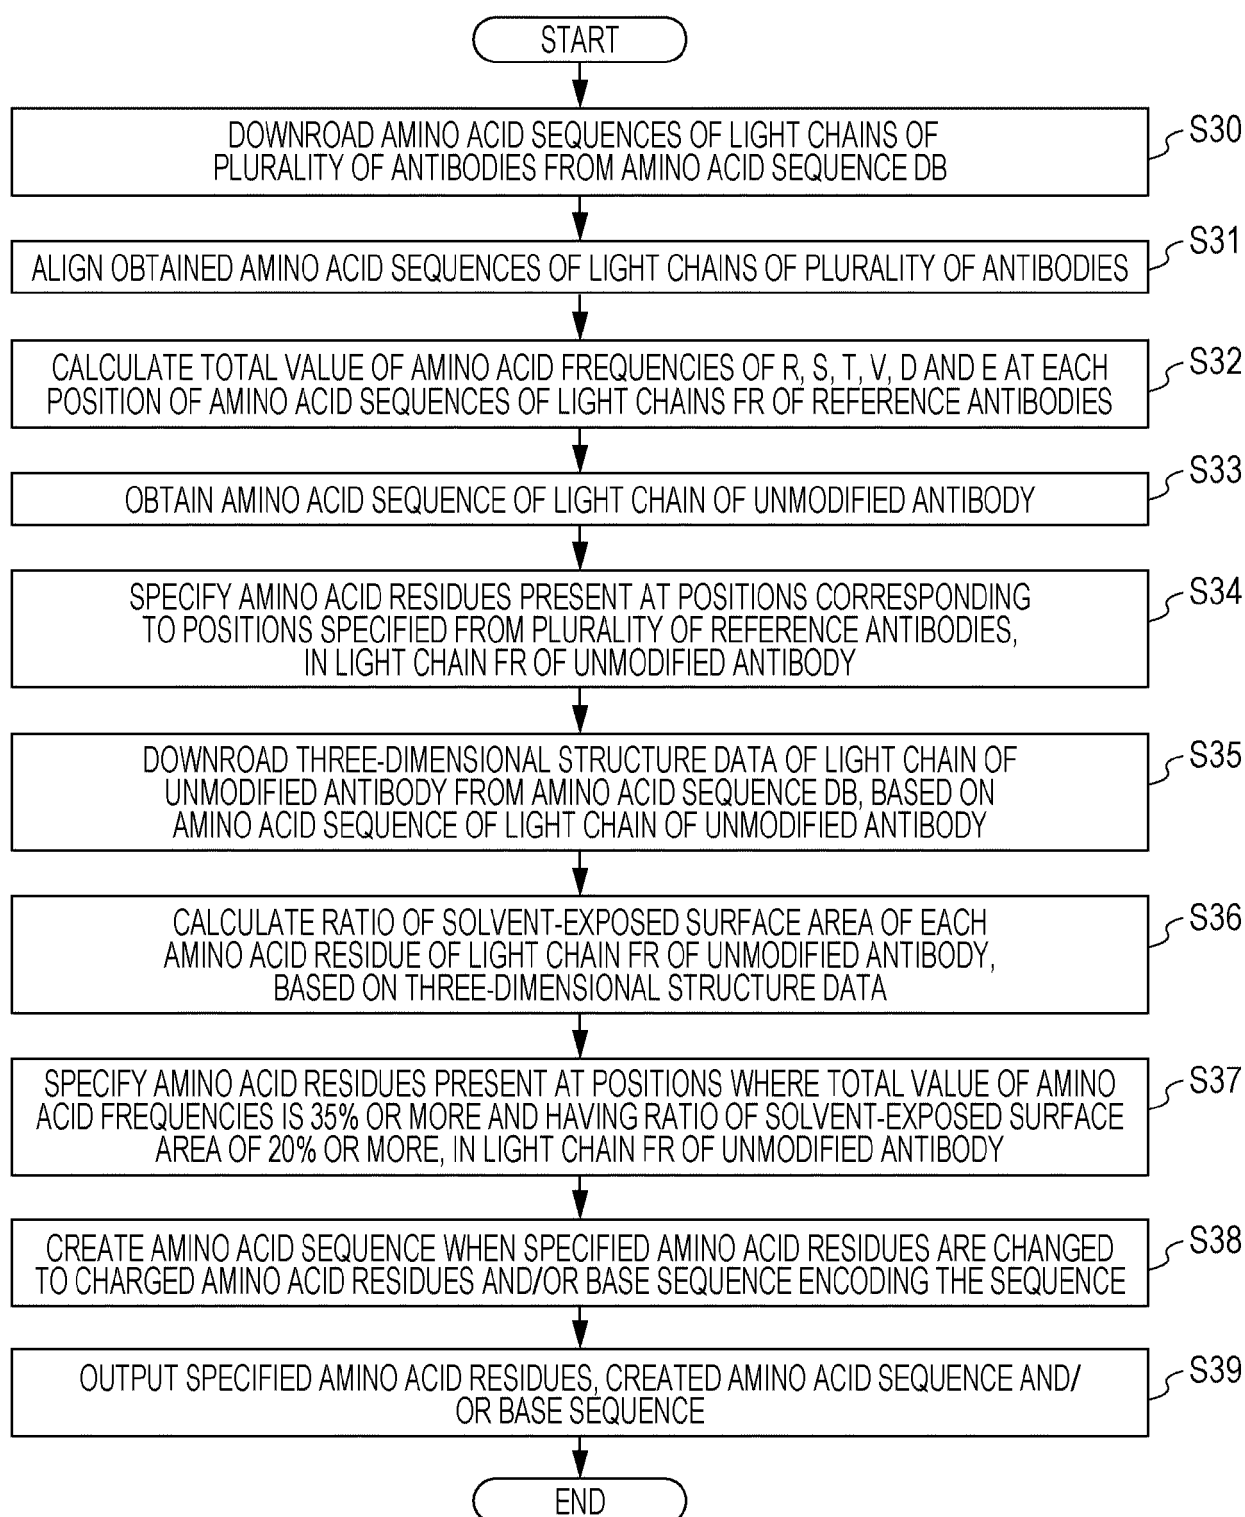 START
DOWNROAD AMINO ACID SEQUENCES OF LIGHT CHAINS OF
PLURALITY OF ANTIBODIES FROM AMINO ACID SEQUENCE DB
S30
ALIGN OBTAINED AMINO ACID SEQUENCES OF LIGHT CHAINS OF PLURALITY OF ANTIBODIES
S31
CALCULATE TOTAL VALUE OF AMINO ACID FREQUENCIES OF R, S, T, V, D AND E AT EACH
POSITION OF AMINO ACID SEQUENCES OF LIGHT CHAINS FR OF REFERENCE ANTIBODIES
S32
OBTAIN AMINO ACID SEQUENCE OF LIGHT CHAIN OF UNMODIFIED ANTIBODY
S33
SPECIFY AMINO ACID RESIDUES PRESENT AT POSITIONS CORRESPONDING
TO POSITIONS SPECIFIED FROM PLURALITY OF REFERENCE ANTIBODIES,
IN LIGHT CHAIN FR OF UNMODIFIED ANTIBODY
S34
DOWNROAD THREE-DIMENSIONAL STRUCTURE DATA OF LIGHT CHAIN OF
UNMODIFIED ANTIBODY FROM AMINO ACID SEQUENCE DB, BASED ON
AMINO ACID SEQUENCE OF LIGHT CHAIN OF UNMODIFIED ANTIBODY
S35
CALCULATE RATIO OF SOLVENT-EXPOSED SURFACE AREA OF EACH
AMINO ACID RESIDUE OF LIGHT CHAIN FR OF UNMODIFIED ANTIBODY,
BASED ON THREE-DIMENSIONAL STRUCTURE DATA
S36
SPECIFY AMINO ACID RESIDUES PRESENT AT POSITIONS WHERE TOTAL VALUE OF AMINO
ACID FREQUENCIES IS 35% OR MORE AND HAVING RATIO OF SOLVENT-EXPOSED SURFACE
AREA OF 20% OR MORE, IN LIGHT CHAIN FR OF UNMODIFIED ANTIBODY
S37
CREATE AMINO ACID SEQUENCE WHEN SPECIFIED AMINO ACID RESIDUES ARE CHANGED
TO CHARGED AMINO ACID RESIDUES AND/OR BASE SEQUENCE ENCODING THE SEQUENCE
S38
OUTPUT SPECIFIED AMINO ACID RESIDUES, CREATED AMINO ACID SEQUENCE AND/
OR BASE SEQUENCE
S39
END